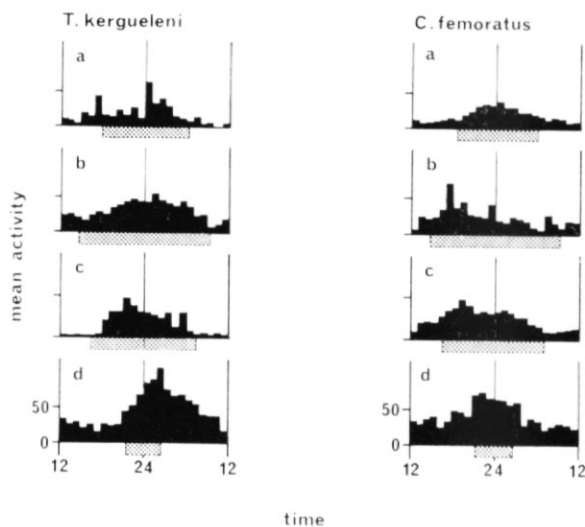 T. kergueleni
C. femoratus
a
a
b
b
c
c
d
d
mean activity
50
0
50
0
12
24
12
12
24
12
time